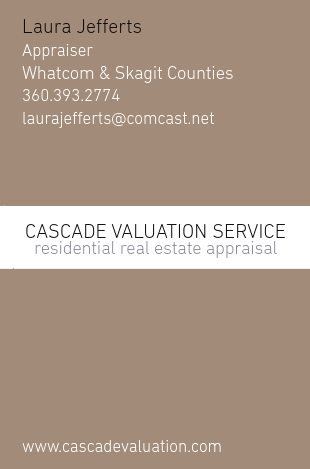 Laura Jefferts
Appraiser
Whatcom & Skagit Counties
360.393.2774
laurajefferts@comcast.net
CASCADE VALUATION SERVICE
residential real estate appraisal
www.cascadevaluation.com